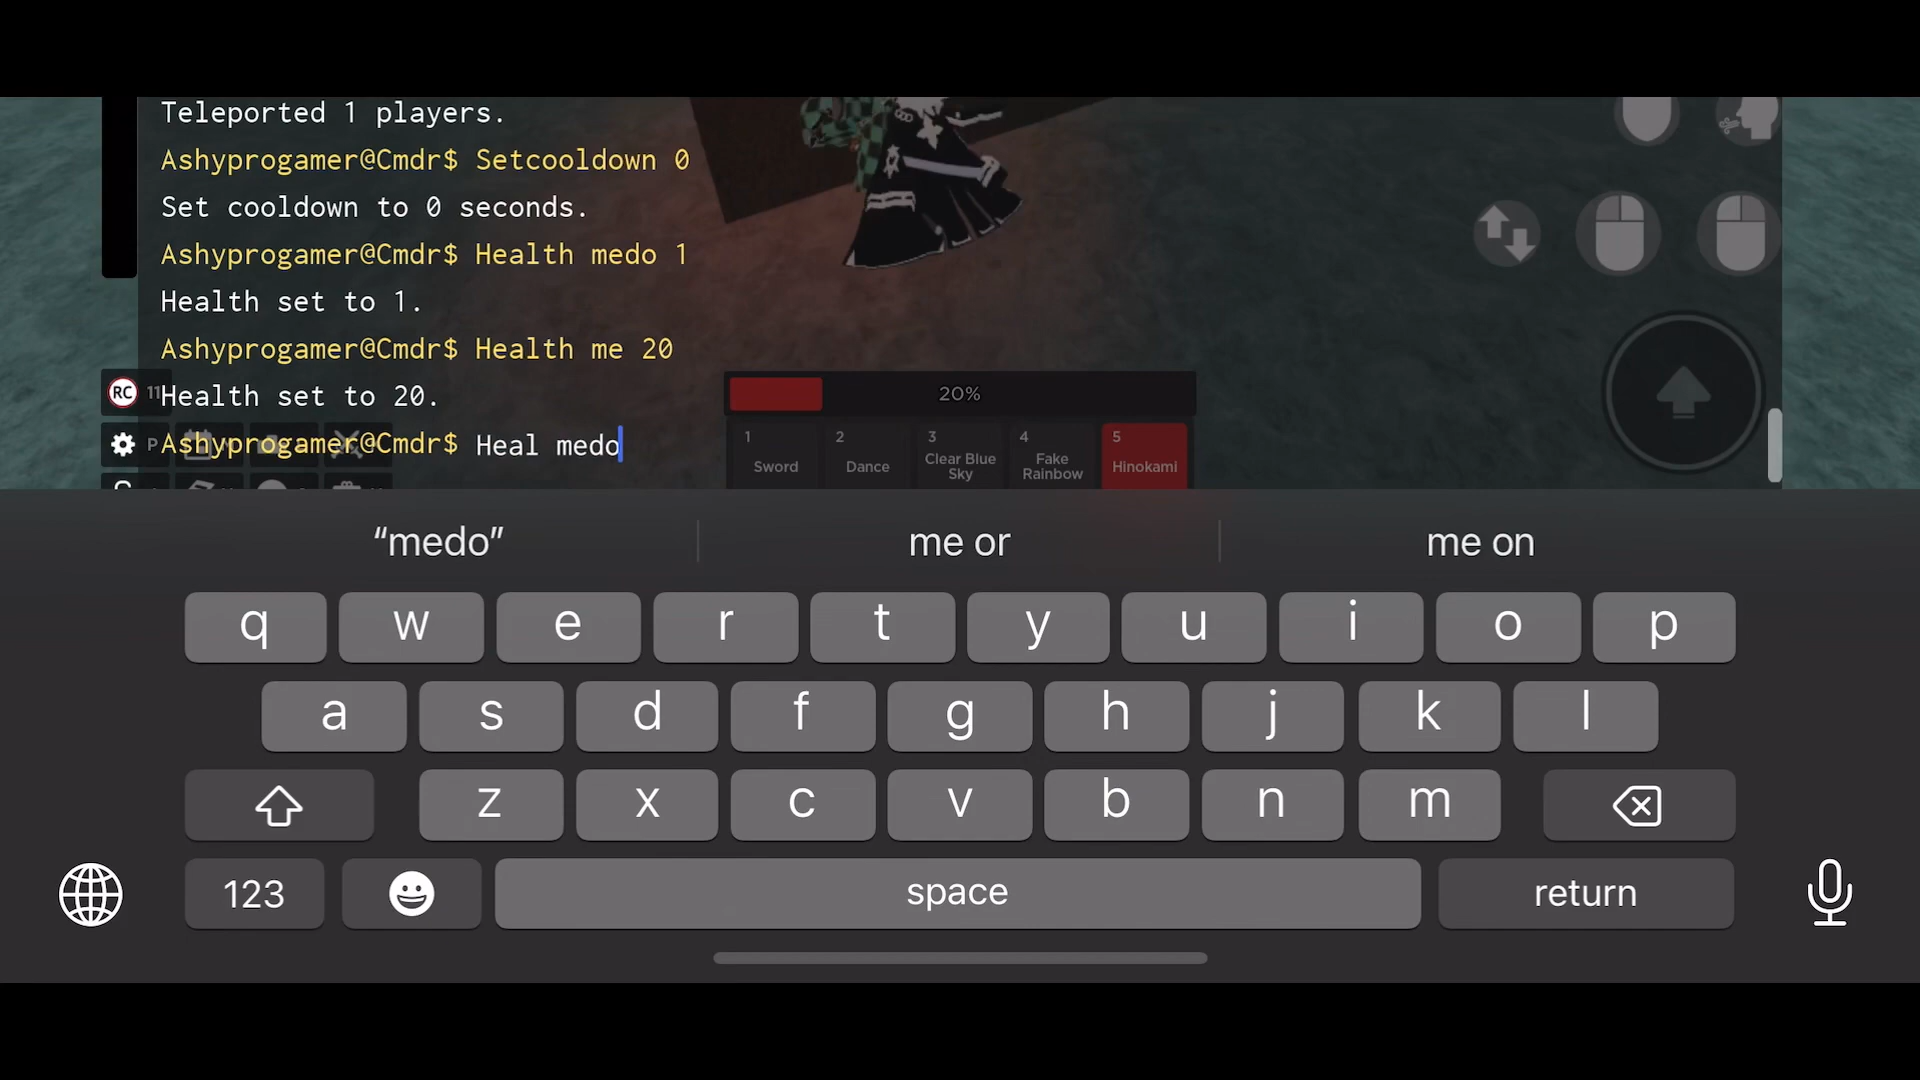 Teleported 1 players.
Ashyprogamer@Cmdr$ Setcooldown 0
Set cooldown to 0 seconds.
Ashyprogamer@Cmdr$ Health medo 1
Health set to 1.
Ashyprogamer@Cmdr$ Health me 20
RC 11
Health set to 20.
20%
P
Ashyprogamer@Cmdr$ Heal medo
1 Sword
2 Dance
3 Clear Blue Sky
4 Fake Rainbow
5 Hinokami
“medo” me or me on
q w e r t y u i o p
a s d f g h j k l
z x c v b n m
123 space return